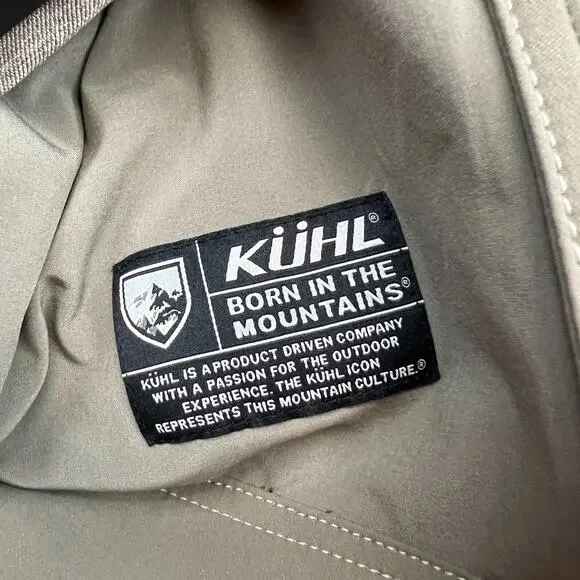 KÜHL®
BORN IN THE
MOUNTAINS®
KÜHL IS A PRODUCT DRIVEN COMPANY
WITH A PASSION FOR THE OUTDOOR
EXPERIENCE. THE KÜHL ICON
REPRESENTS THIS MOUNTAIN CULTURE.®